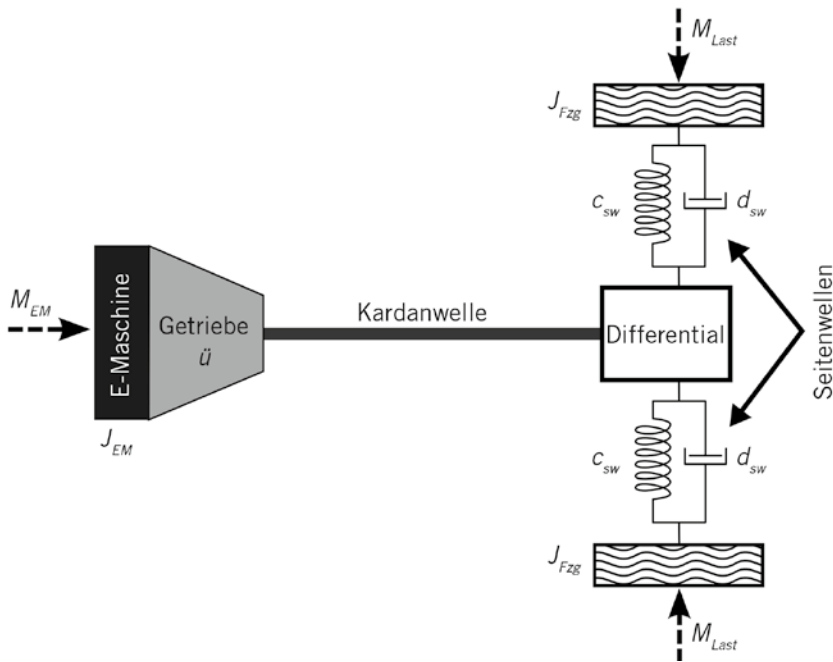 M_Last
J_Fzg
c_sw
d_sw
M_EM
E-Maschine
Getriebe
ü
Kardanwelle
Differential
Seitenwellen
J_EM
c_sw
d_sw
J_Fzg
M_Last